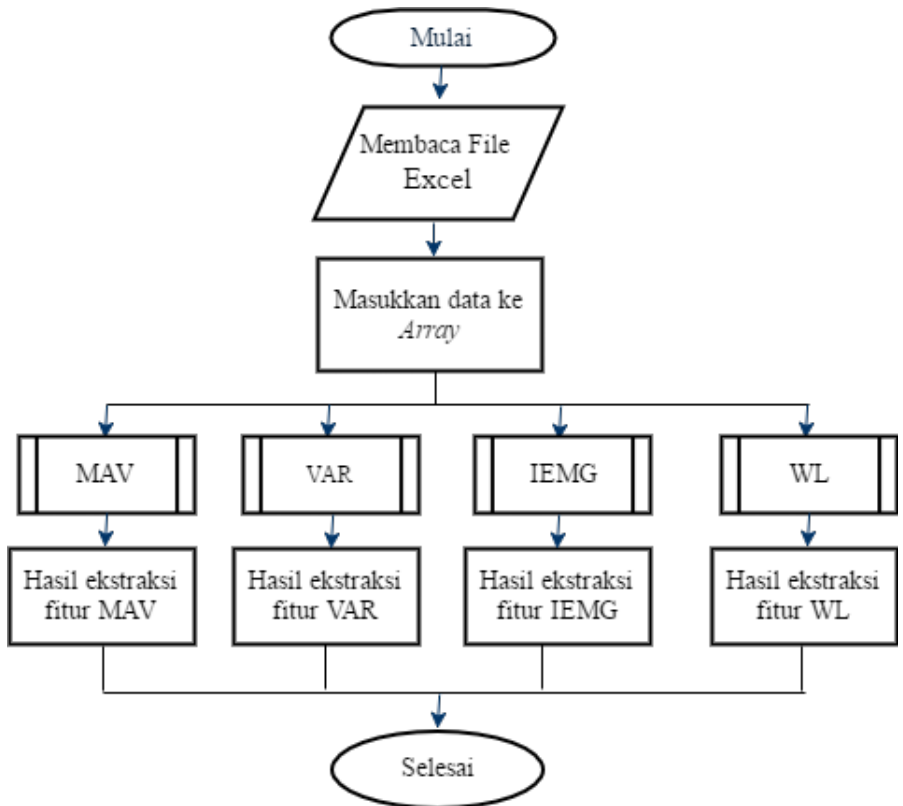 Mulai
Membaca File
Excel
Masukkan data ke
Array
MAV
VAR
IEMG
WL
Hasil ekstraksi
fitur MAV
Hasil ekstraksi
fitur VAR
Hasil ekstraksi
fitur IEMG
Hasil ekstraksi
fitur WL
Selesai